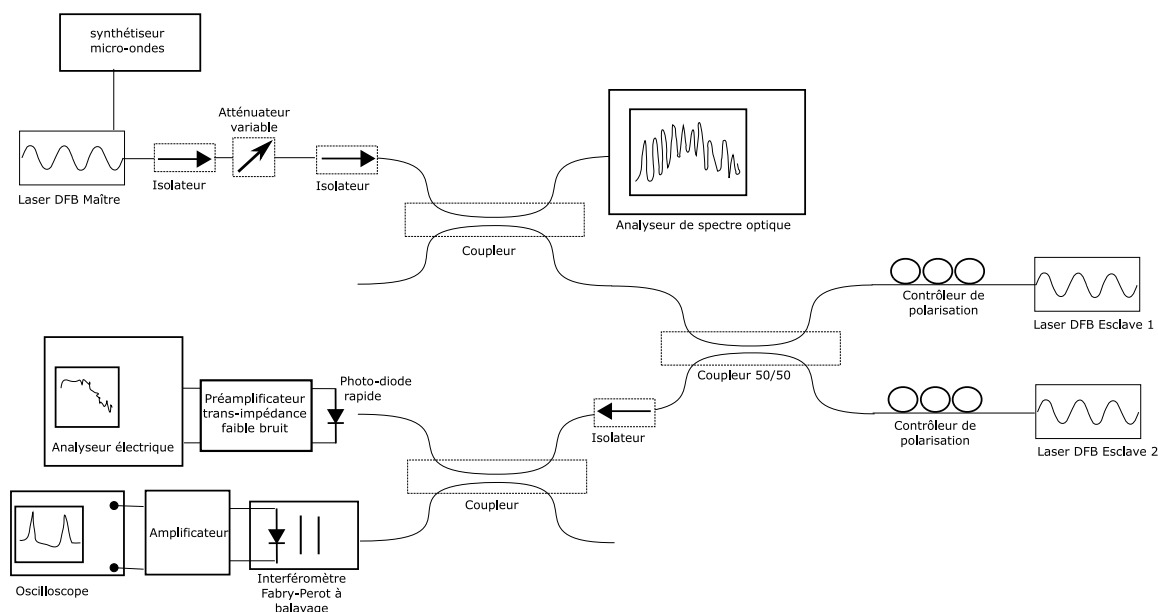 synthétiseur
micro-ondes
Atténuateur
variable
Isolateur
Isolateur
Laser DFB Maître
Coupleur
Analyseur de spectre optique
Contrôleur de
polarisation
Laser DFB Esclave 1
Coupleur 50/50
Photo-diode
rapide
Préamplificateur
trans-impédance
faible bruit
Analyseur électrique
Isolateur
Contrôleur de
polarisation
Laser DFB Esclave 2
Coupleur
Amplificateur
Oscilloscope
Interféromètre
Fabry-Perot à
balayage